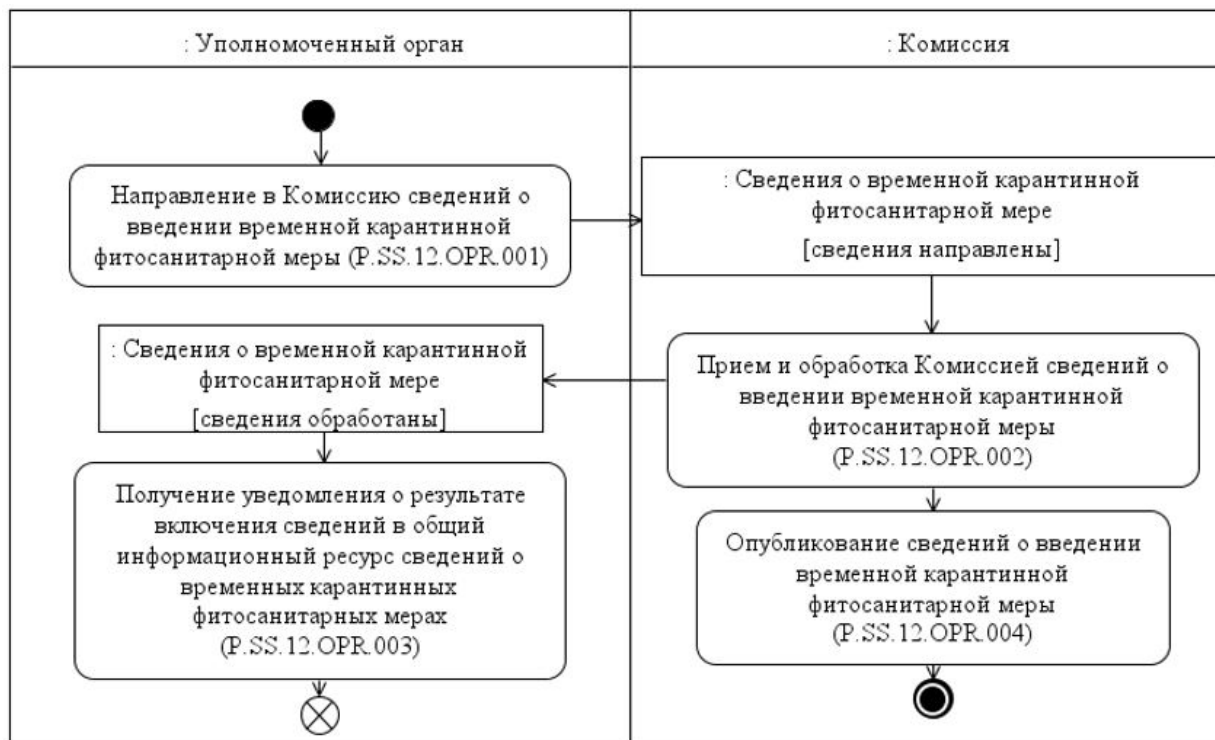 : Уполномоченный орган
: Комиссия
Направление в Комиссию сведений о
введении временной карантинной
фитосанитарной меры (P.SS.12.OPR.001)
: Сведения о временной карантинной
фитосанитарной мере
[сведения направлены]
Прием и обработка Комиссией сведений о
введении временной карантинной
фитосанитарной меры
(P.SS.12.OPR.002)
: Сведения о временной карантинной
фитосанитарной мере
[сведения обработаны]
Получение уведомления о результате
включения сведений в общий
информационный ресурс сведений о
временных карантинных
фитосанитарных мерах
(P.SS.12.OPR.003)
Опубликование сведений о введении
временной карантинной
фитосанитарной меры
(P.SS.12.OPR.004)